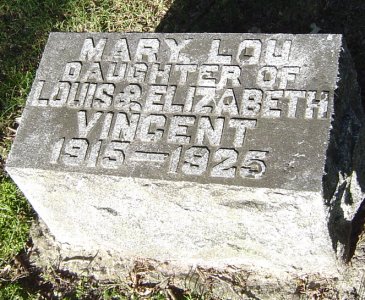 MARY LOU
DAUGHTER OF
LOUIS & ELIZABETH
VINCENT
1915–1925